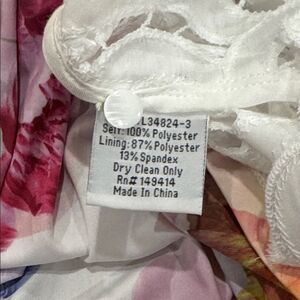 L34824-3
Self: 100% Polyester
Lining: 87% Polyester
13% Spandex
Dry Clean Only
Rn# 149414
Made In China